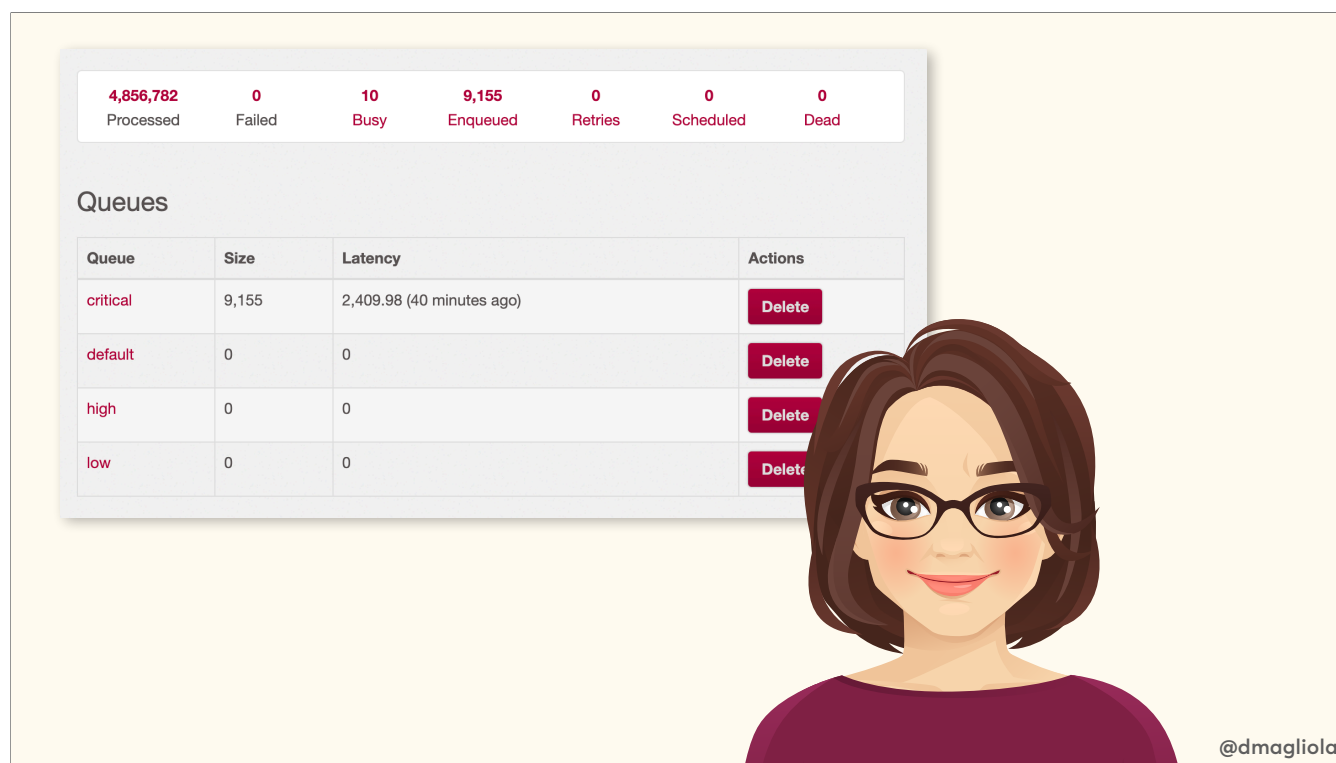 4,856,782 0 10 9,155 0 0 0
Processed Failed Busy Enqueued Retries Scheduled Dead
Queues
Queue Size Latency Actions
critical 9,155 2,409.98 (40 minutes ago) Delete
default 0 0 Delete
high 0 0 Delete
low 0 0 Delete
@dmagliola